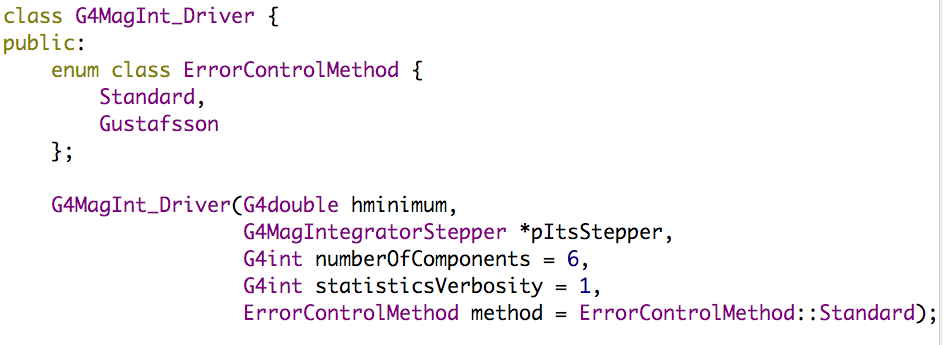 class G4MagInt_Driver {
public:
    enum class ErrorControlMethod {
        Standard,
        Gustafsson
    };
    G4MagInt_Driver(G4double hminimum,
                    G4MagIntegratorStepper *pItsStepper,
                    G4int numberOfComponents = 6,
                    G4int statisticsVerbosity = 1,
                    ErrorControlMethod method = ErrorControlMethod::Standard);